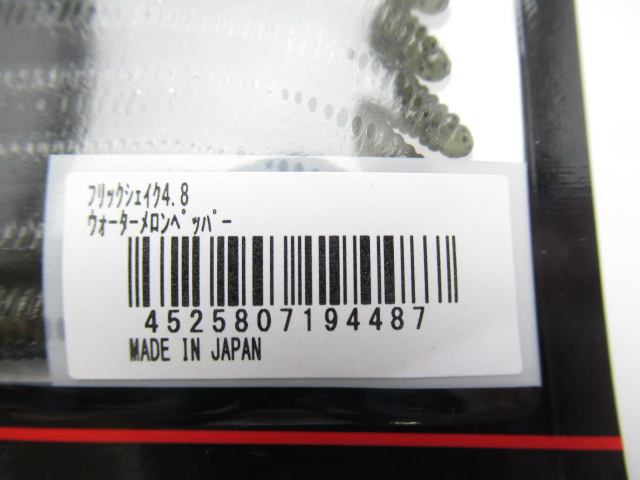 ﾌﾘｯｸｼｪｲｸ4.8
ｳｫｰﾀｰﾒﾛﾝﾍﾟｯﾊﾟｰ
4525807194487
MADE IN JAPAN